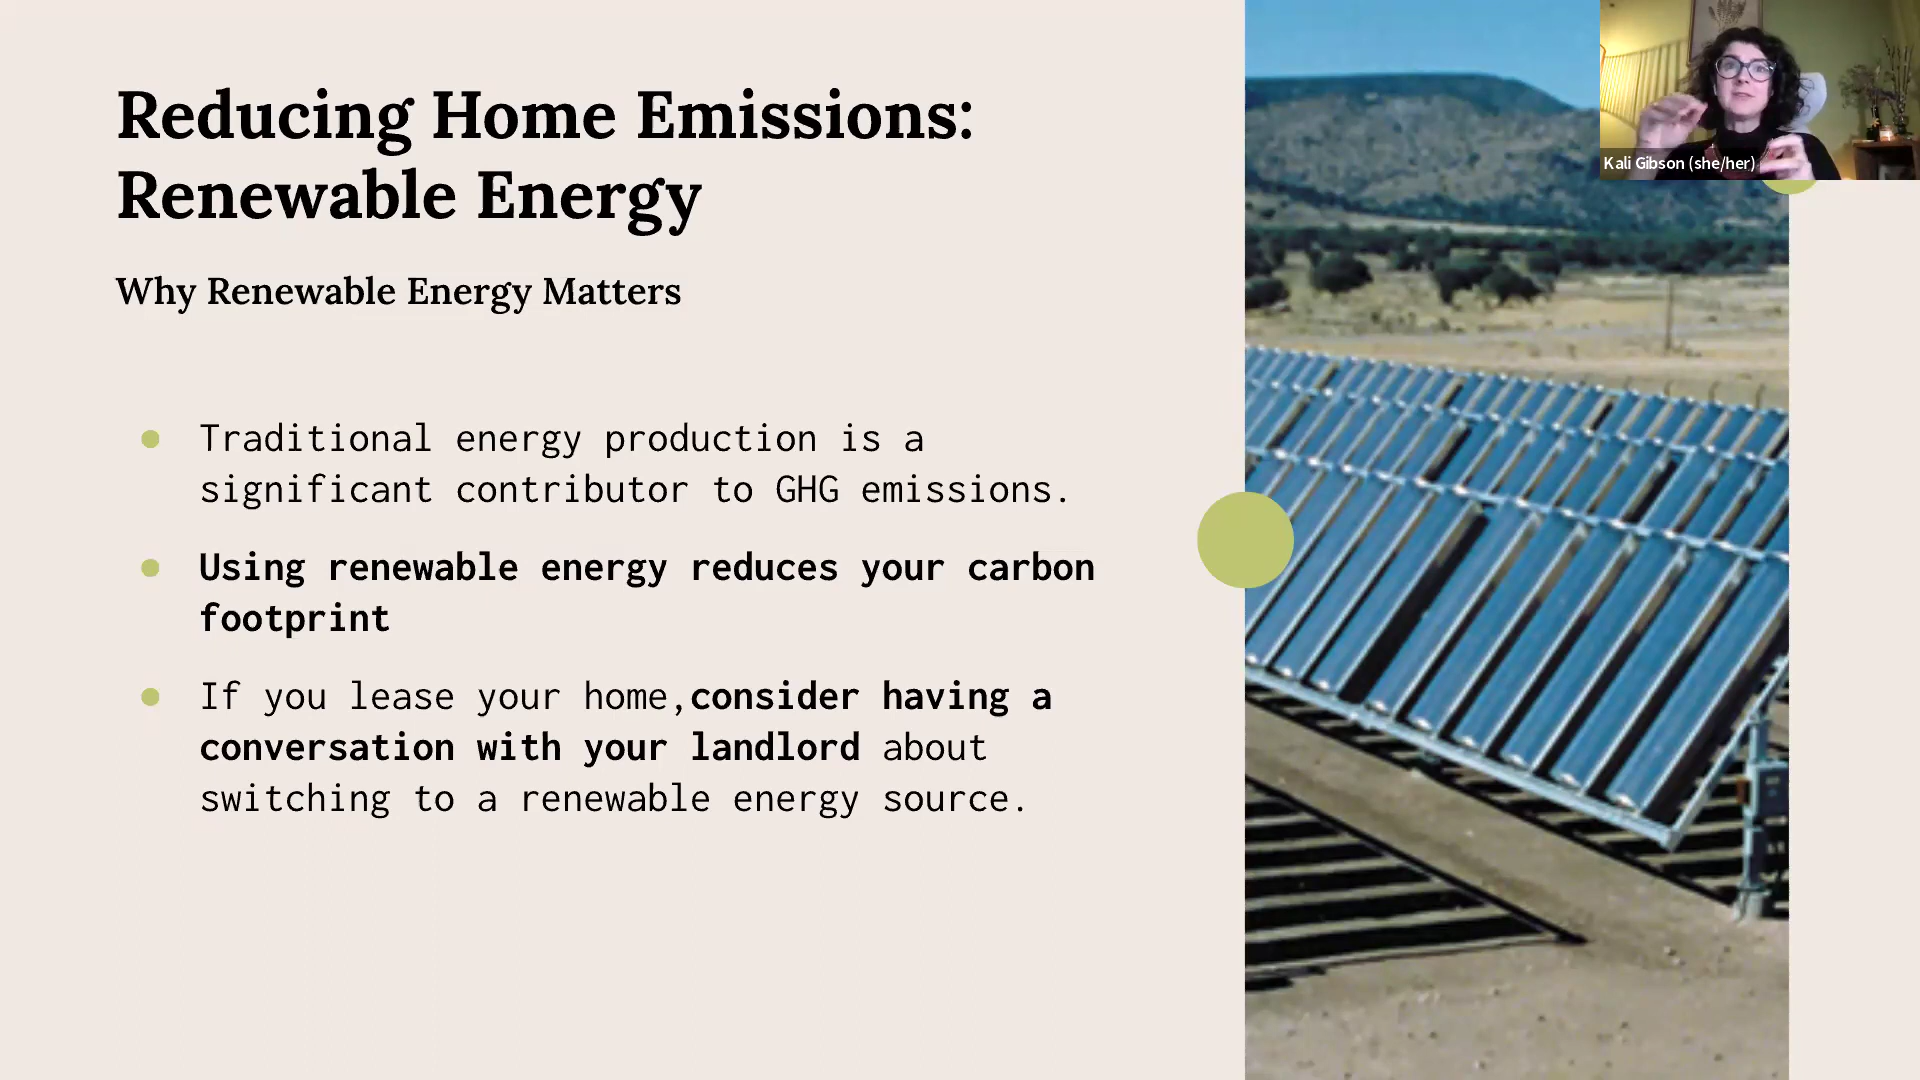 Reducing Home Emissions:
Renewable Energy
Why Renewable Energy Matters
Traditional energy production is a
significant contributor to GHG emissions.
Using renewable energy reduces your carbon
footprint
If you lease your home,consider having a
conversation with your landlord about
switching to a renewable energy source.
Kali Gibson (she/her)